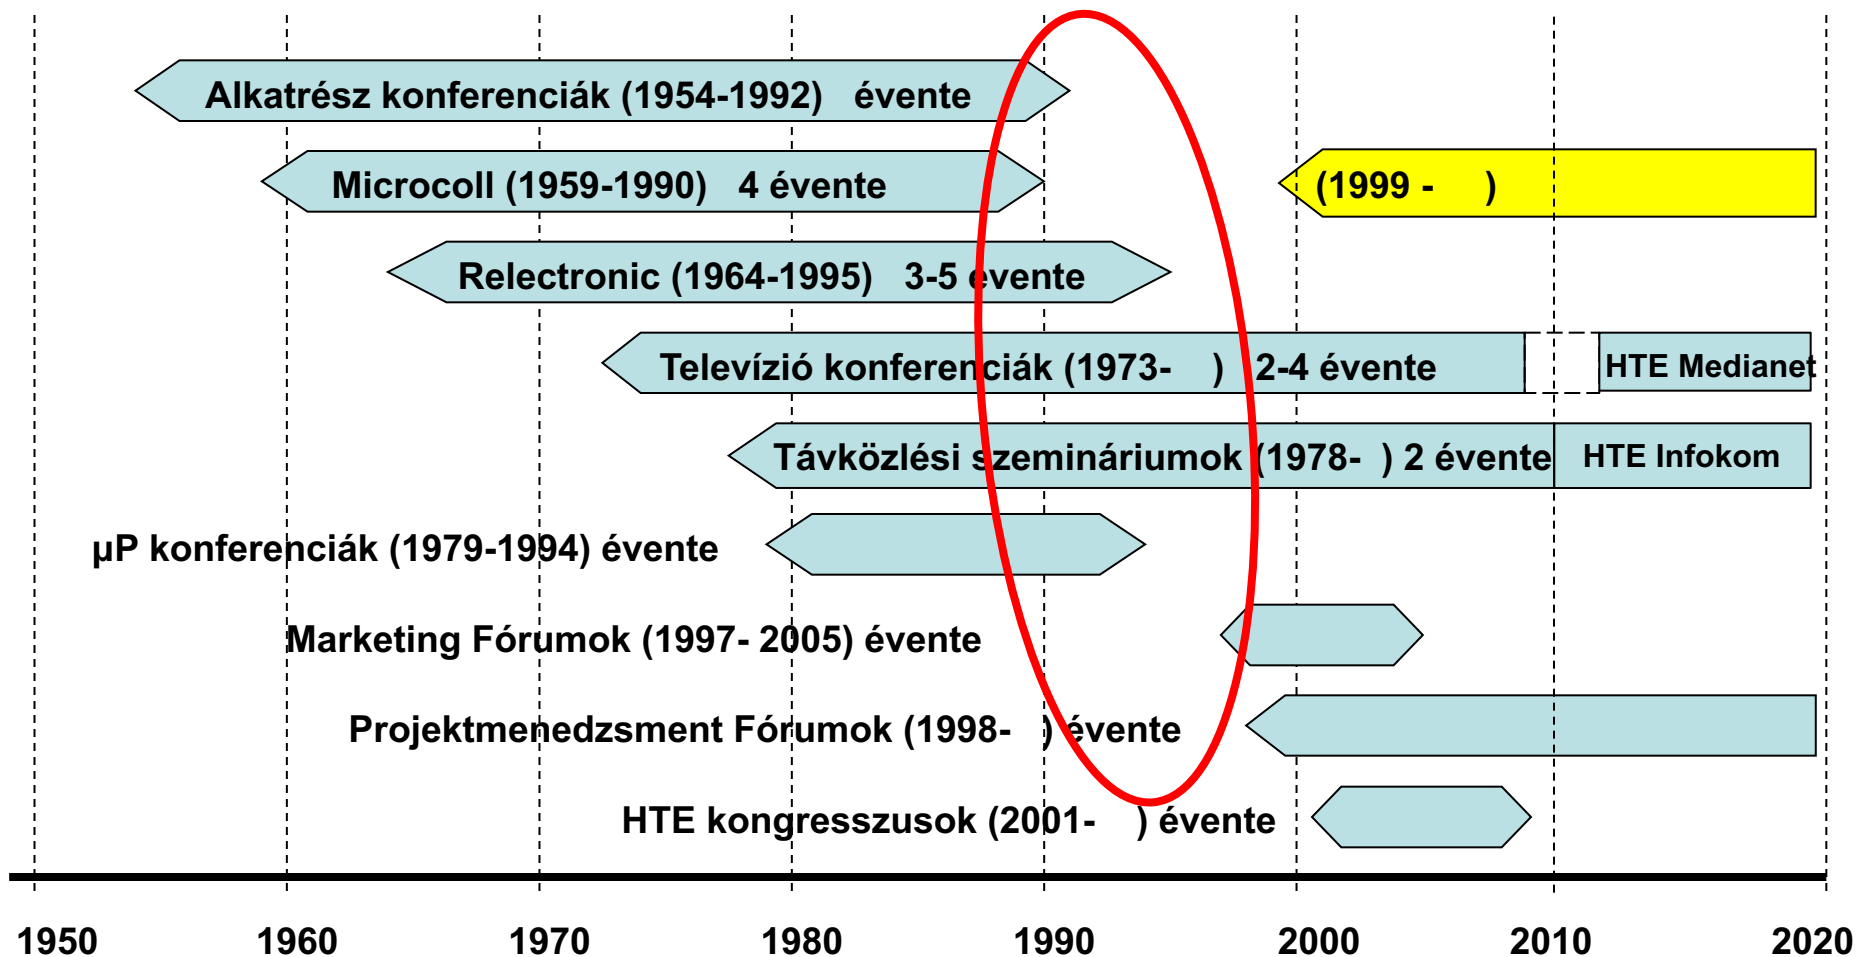 Alkatrész konferenciák (1954-1992) évente
Microcoll (1959-1990) 4 évente
(1999 - )
Relectronic (1964-1995) 3-5 évente
Televízió konferenciák (1973- ) 2-4 évente
HTE Medianet
Távközlési szemináriumok (1978- ) 2 évente
HTE Infokom
µP konferenciák (1979-1994) évente
Marketing Fórumok (1997- 2005) évente
Projektmenedzsment Fórumok (1998- ) évente
HTE kongresszusok (2001- ) évente
1950 1960 1970 1980 1990 2000 2010 2020